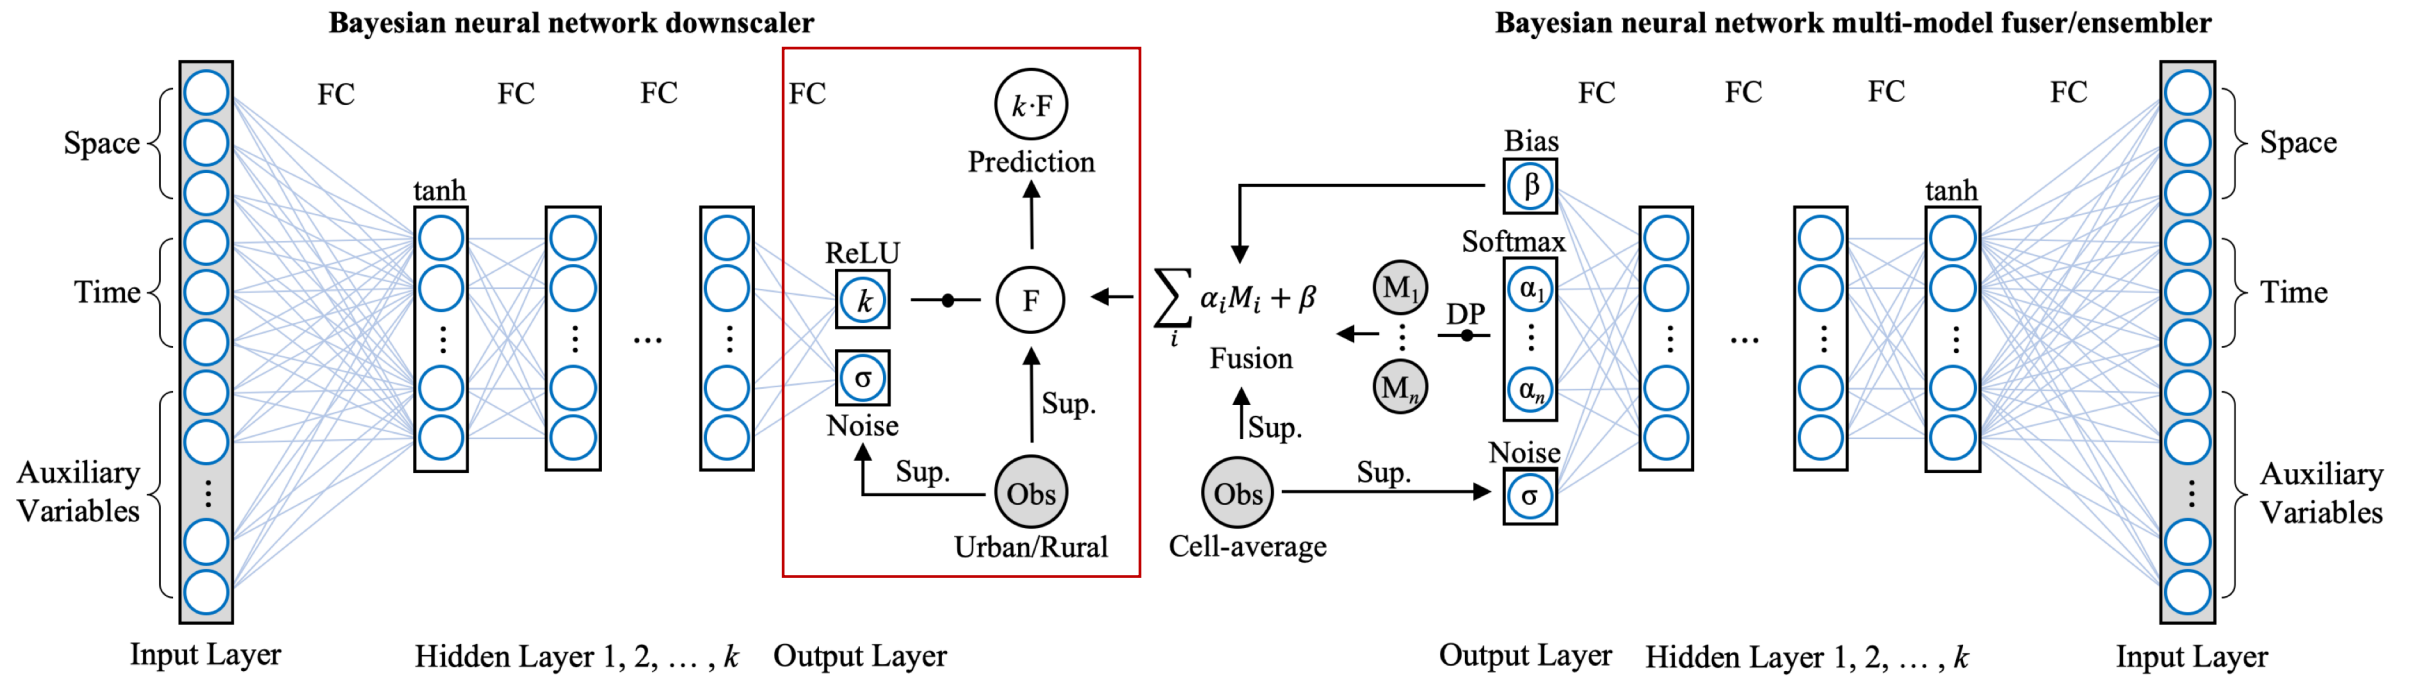 Bayesian neural network downscaler
Bayesian neural network multi-model fuser/ensembler
FC
FC
FC
FC
FC
FC
FC
FC
Space
Time
Auxiliary
Variables
tanh
ReLU
k
σ
Noise
k·F
Prediction
F
Sup.
Sup.
Obs
Urban/Rural
∑
i
αᵢMᵢ + β
Fusion
Sup.
Obs
Cell-average
Sup.
M₁
⋮
Mₙ
DP
Bias
β
Softmax
α₁
⋮
αₙ
Noise
σ
...
...
tanh
Space
Time
Auxiliary
Variables
Input Layer
Hidden Layer 1, 2, … , k
Output Layer
Output Layer
Hidden Layer 1, 2, … , k
Input Layer